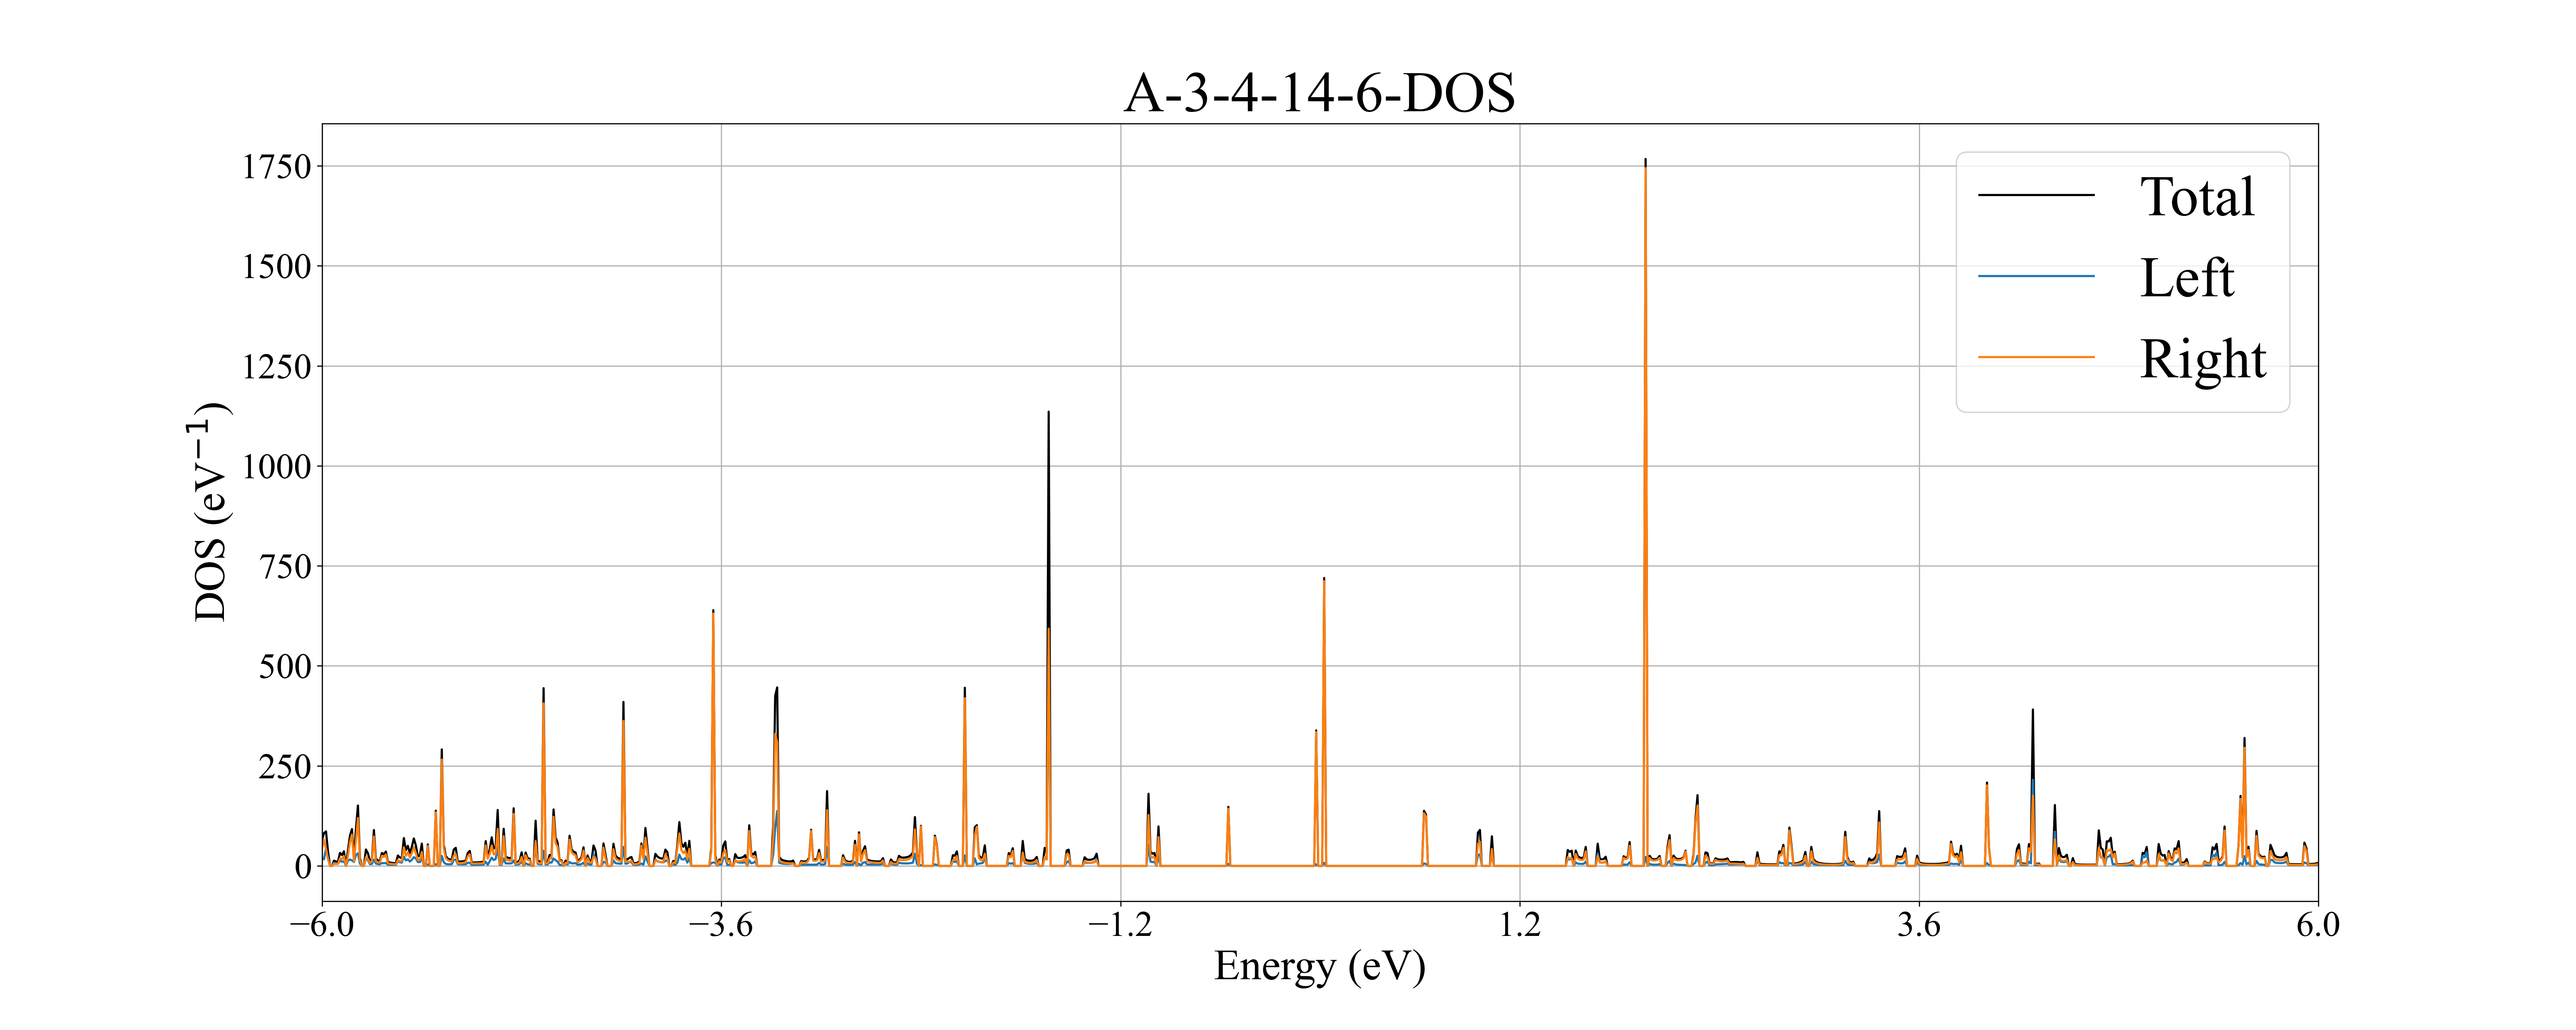 A-3-4-14-6-DOS
1750
1500
1250
1000
750
500
250
0
DOS (eV⁻¹)
−6.0
−3.6
−1.2
1.2
3.6
6.0
Energy (eV)
Total
Left
Right